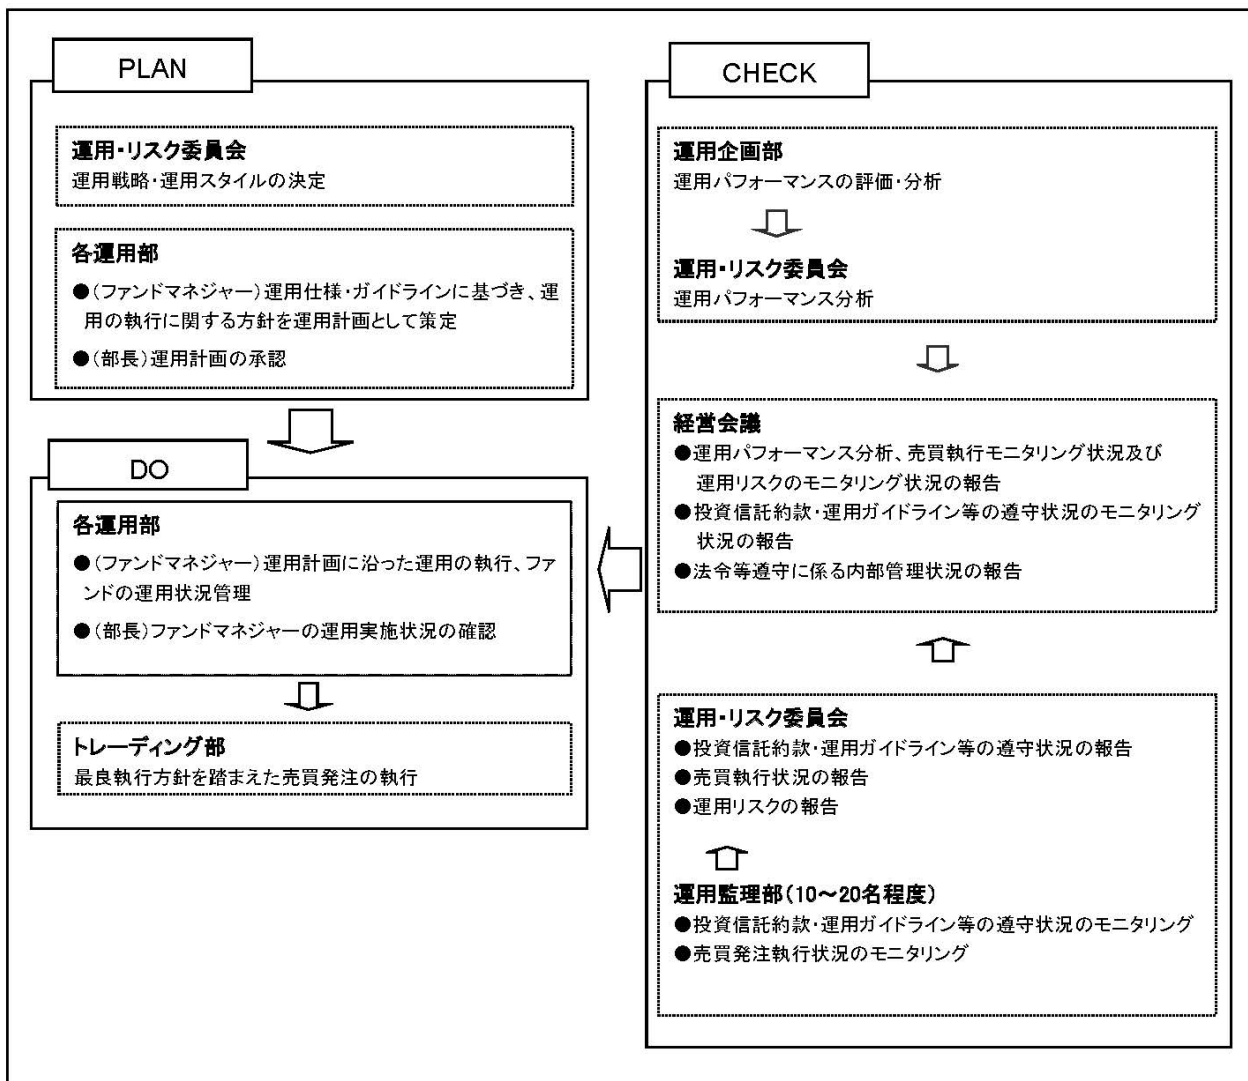 PLAN
運用・リスク委員会
運用戦略・運用スタイルの決定
各運用部
●(ファンドマネジャー)運用仕様・ガイドラインに基づき、運
用の執行に関する方針を運用計画として策定
●(部長)運用計画の承認
DO
各運用部
●(ファンドマネジャー)運用計画に沿った運用の執行、ファ
ンドの運用状況管理
●(部長)ファンドマネジャーの運用実施状況の確認
トレーディング部
最良執行方針を踏まえた売買発注の執行
CHECK
運用企画部
運用パフォーマンスの評価・分析
運用・リスク委員会
運用パフォーマンス分析
経営会議
●運用パフォーマンス分析、売買執行モニタリング状況及び
運用リスクのモニタリング状況の報告
●投資信託約款・運用ガイドライン等の遵守状況のモニタリング
状況の報告
●法令等遵守に係る内部管理状況の報告
運用・リスク委員会
●投資信託約款・運用ガイドライン等の遵守状況の報告
●売買執行状況の報告
●運用リスクの報告
運用監理部(10～20名程度)
●投資信託約款・運用ガイドライン等の遵守状況のモニタリング
●売買発注執行状況のモニタリング